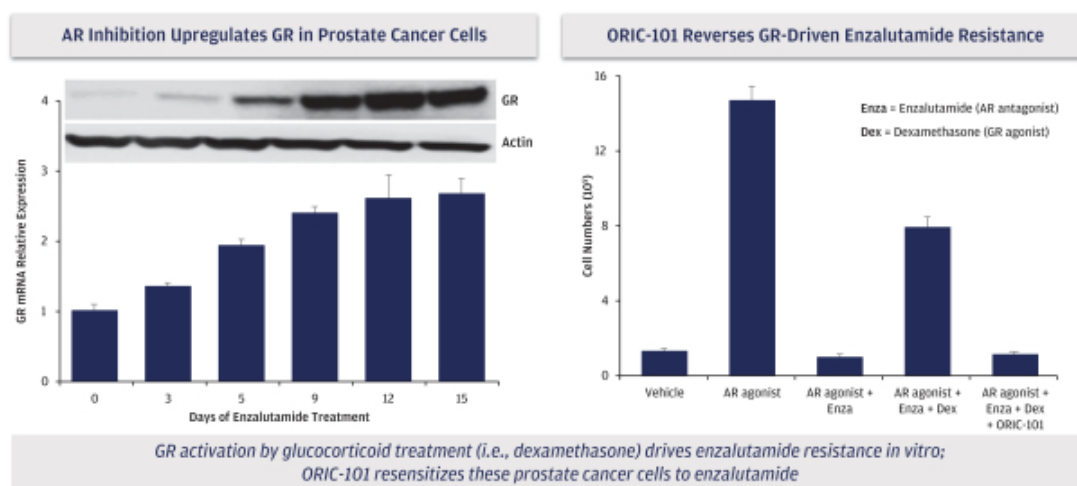 AR Inhibition Upregulates GR in Prostate Cancer Cells
GR
Actin
4
3
2
1
0
GR mRNA Relative Expression
0 3 5 9 12 15
Days of Enzalutamide Treatment
ORIC-101 Reverses GR-Driven Enzalutamide Resistance
Enza = Enzalutamide (AR antagonist)
Dex = Dexamethasone (GR agonist)
16
12
8
4
0
Cell Numbers
Vehicle
AR agonist
AR agonist +
Enza
AR agonist +
Enza + Dex
AR agonist +
Enza + Dex
+ ORIC-101
GR activation by glucocorticoid treatment (i.e., dexamethasone) drives enzalutamide resistance in vitro;
ORIC-101 resensitizes these prostate cancer cells to enzalutamide